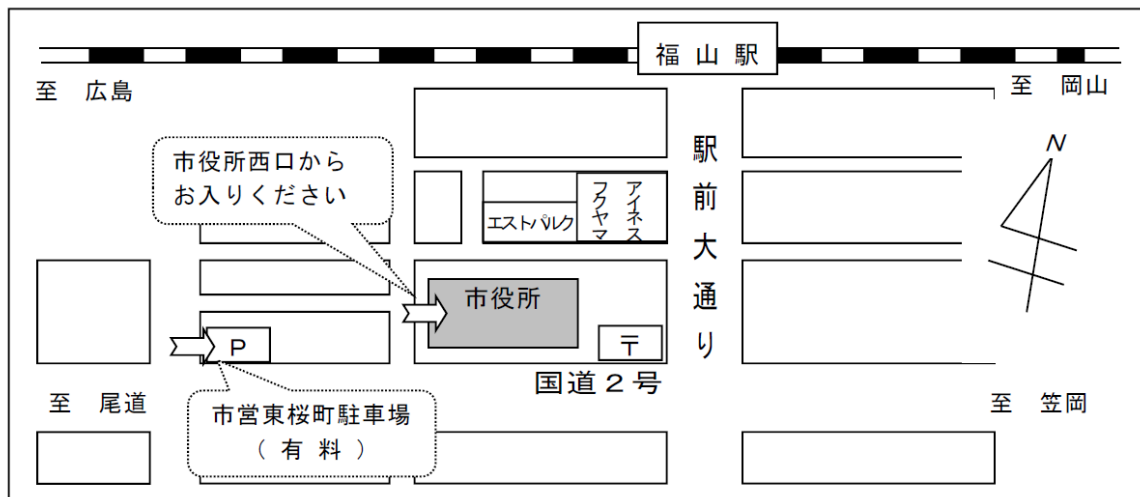 福山駅
至 広島
至 岡山
市役所西口から
お入りください
駅前大通り
N
アイネス
フクヤマ
エストパルク
市役所
P
〒
国道２号
至 尾道
至 笠岡
市営東桜町駐車場
（有料）